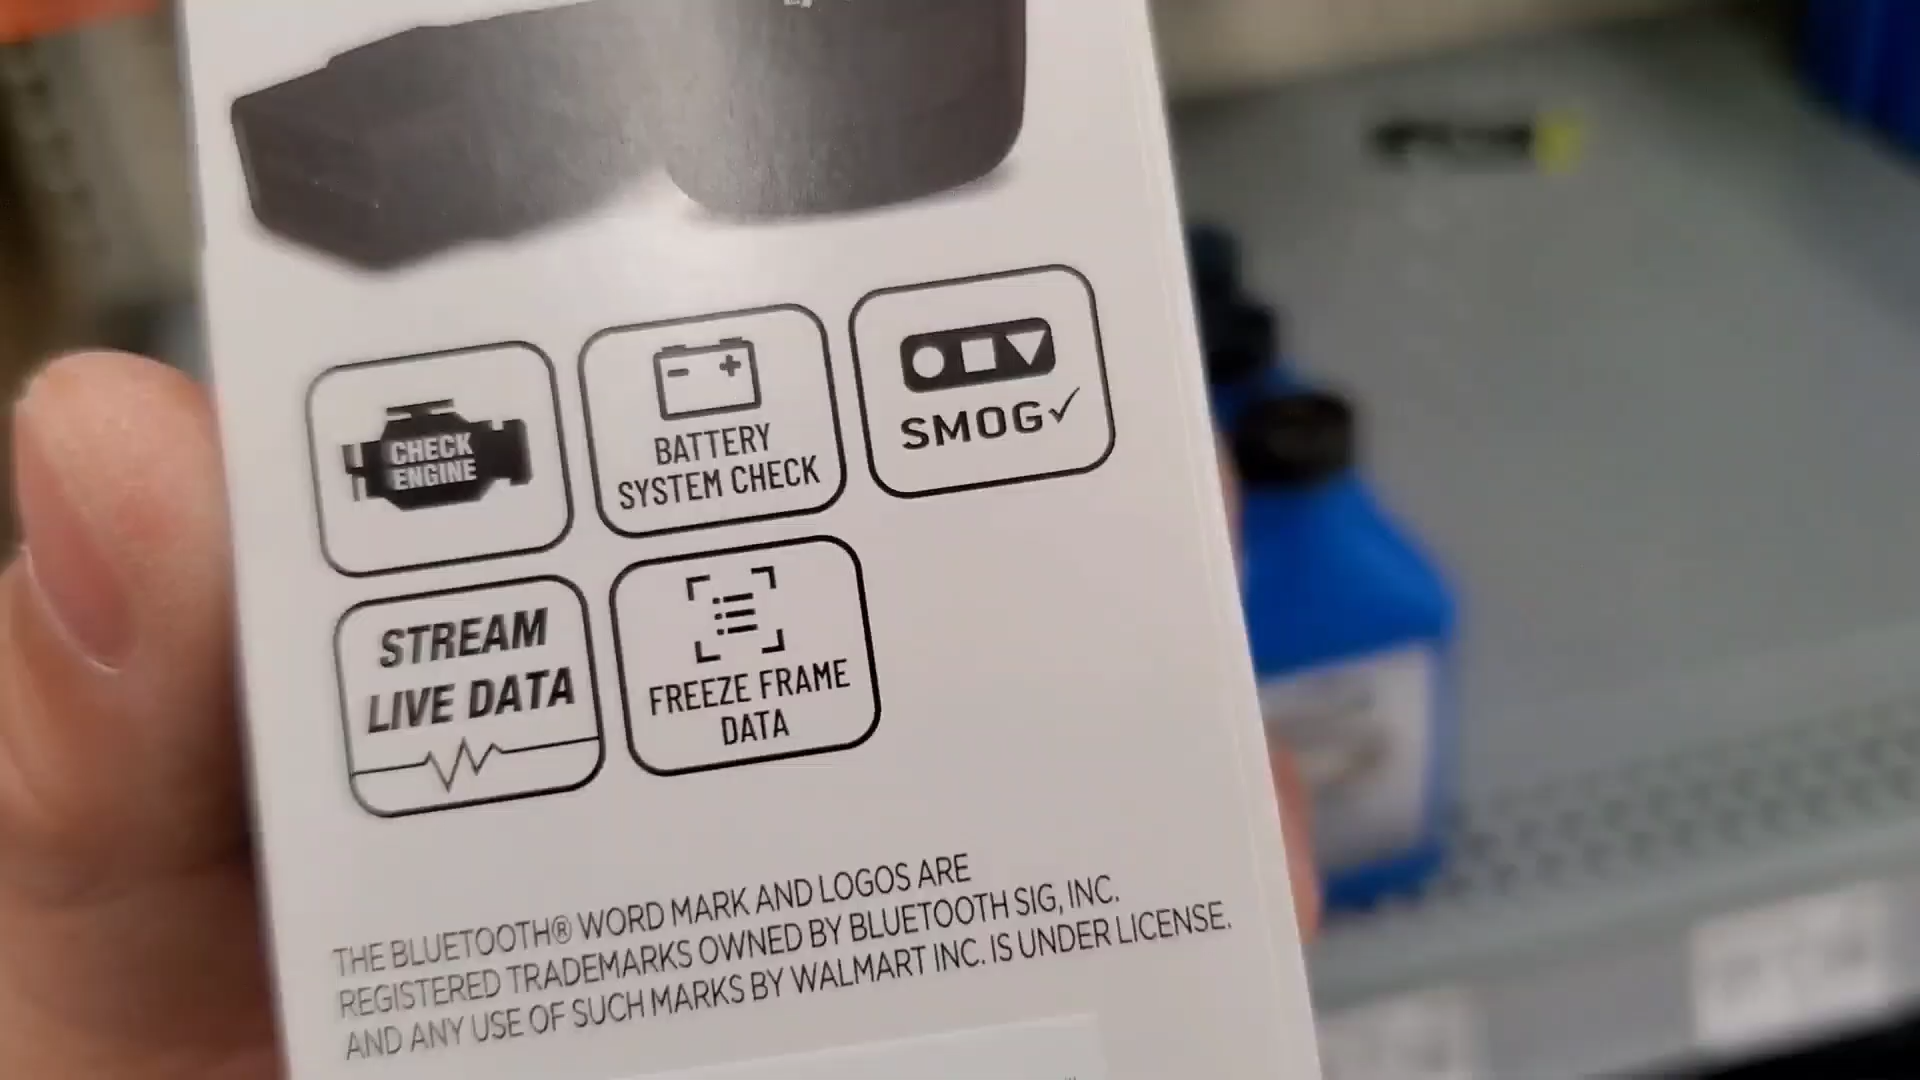 CHECK
ENGINE
BATTERY
SYSTEM CHECK
SMOG✓
STREAM
LIVE DATA
FREEZE FRAME
DATA
THE BLUETOOTH® WORD MARK AND LOGOS ARE
REGISTERED TRADEMARKS OWNED BY BLUETOOTH SIG, INC.
AND ANY USE OF SUCH MARKS BY WALMART INC. IS UNDER LICENSE.